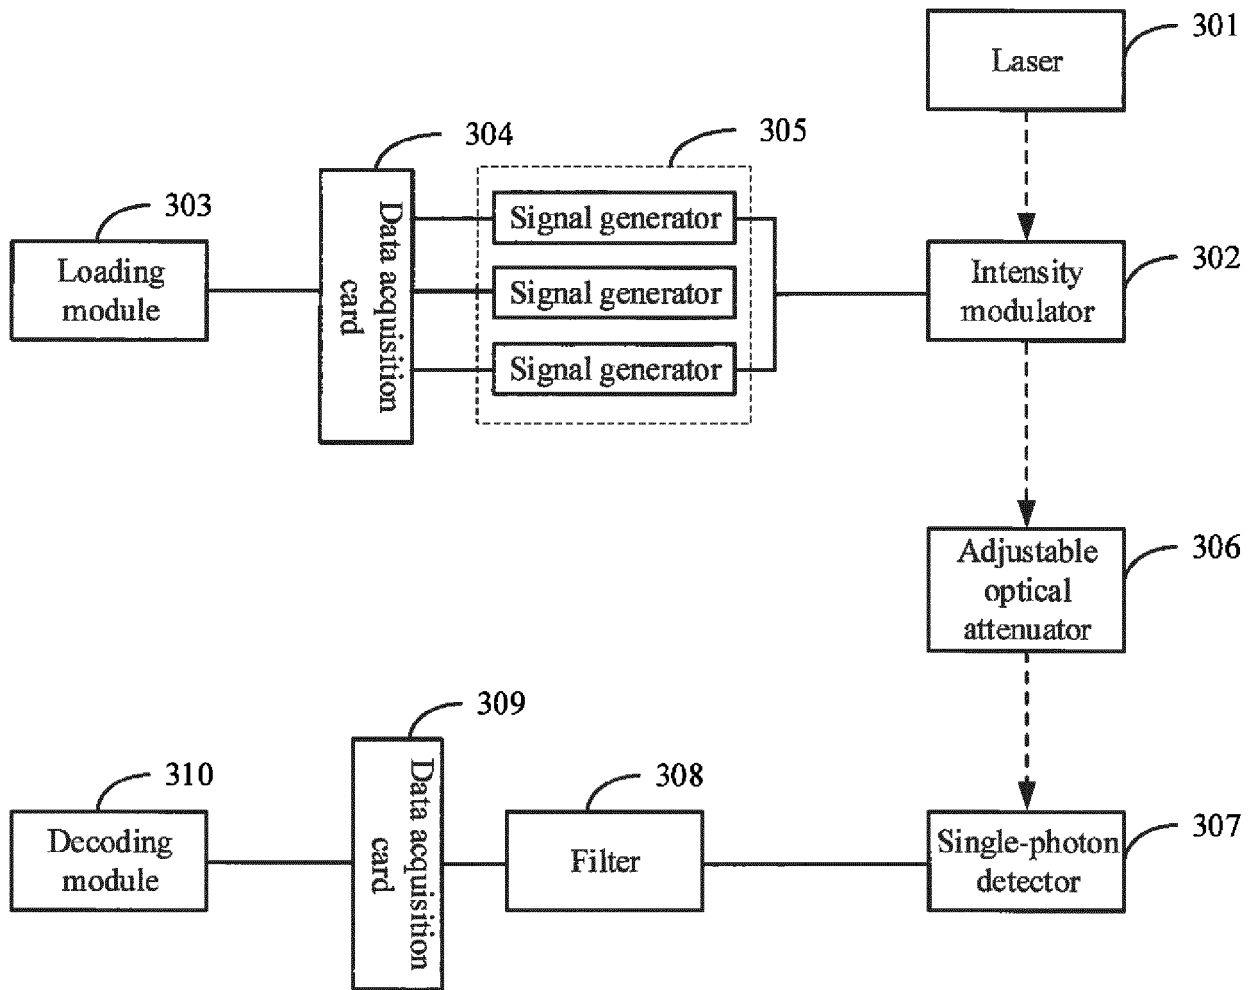 301
Laser
304
305
303
Signal generator
Loading
module
Data acquisition
card
Signal generator
Signal generator
302
Intensity
modulator
306
Adjustable
optical
attenuator
309
310
308
307
Decoding
module
Data acquisition
card
Filter
Single-photon
detector